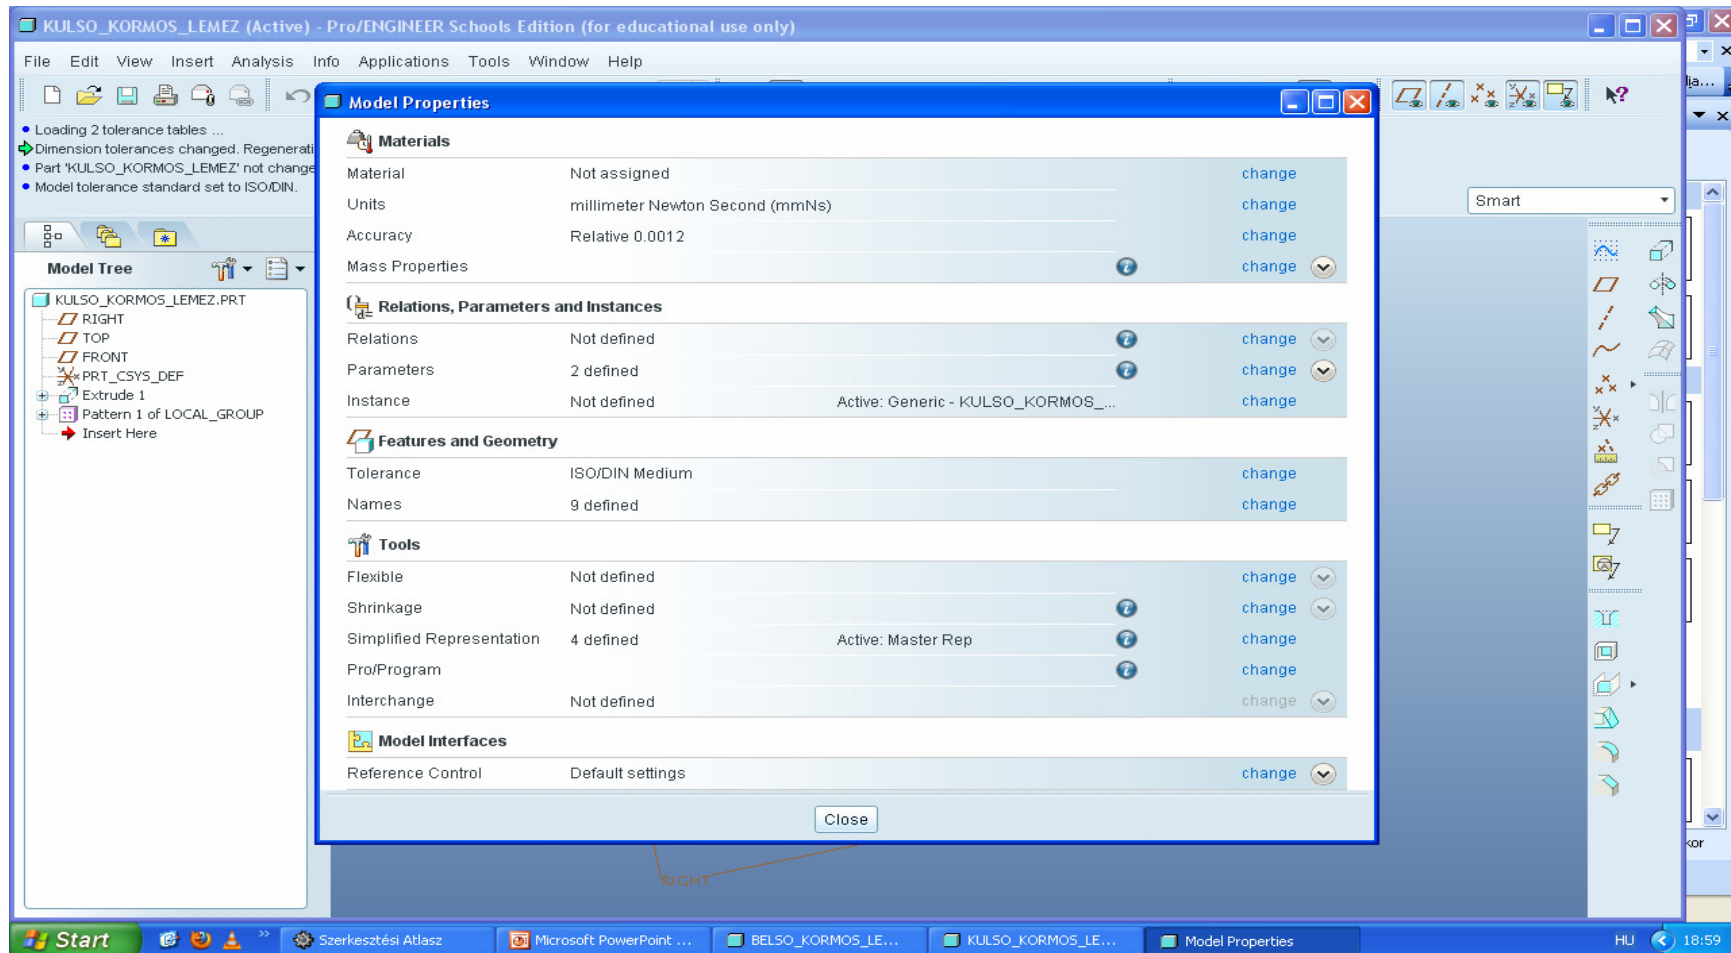 KULSO_KORMOS_LEMEZ (Active) - Pro/ENGINEER Schools Edition (for educational use only)
File Edit View Insert Analysis Info Applications Tools Window Help
ia...
Loading 2 tolerance tables ...
Dimension tolerances changed. Regenerati
Part 'KULSO_KORMOS_LEMEZ' not change
Model tolerance standard set to ISO/DIN.
Smart
Model Tree
KULSO_KORMOS_LEMEZ.PRT
RIGHT
TOP
FRONT
PRT_CSYS_DEF
Extrude 1
Pattern 1 of LOCAL_GROUP
Insert Here
Model Properties
Materials
Material Not assigned change
Units millimeter Newton Second (mmNs) change
Accuracy Relative 0.0012 change
Mass Properties change
Relations, Parameters and Instances
Relations Not defined change
Parameters 2 defined change
Instance Not defined Active: Generic - KULSO_KORMOS_... change
Features and Geometry
Tolerance ISO/DIN Medium change
Names 9 defined change
Tools
Flexible Not defined change
Shrinkage Not defined change
Simplified Representation 4 defined Active: Master Rep change
Pro/Program change
Interchange Not defined change
Model Interfaces
Reference Control Default settings change
Close
kor
RIGHT
Start Szerkesztési Atlasz Microsoft PowerPoint ... BELSO_KORMOS_LE... KULSO_KORMOS_LE... Model Properties HU 18:59